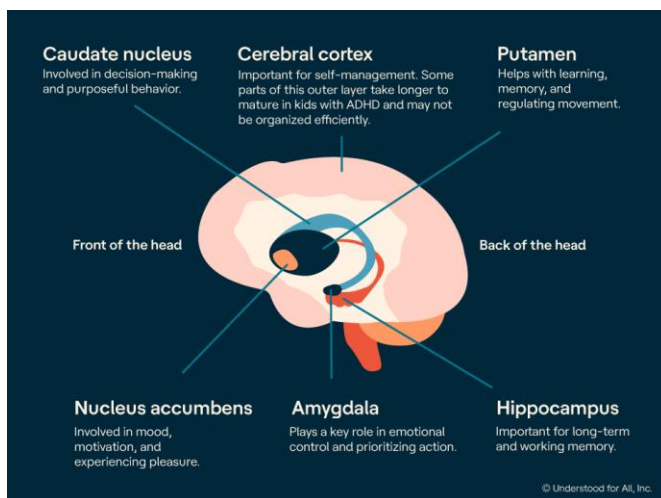 Caudate nucleus
Involved in decision-making
and purposeful behavior.
Cerebral cortex
Important for self-management. Some
parts of this outer layer take longer to
mature in kids with ADHD and may not
be organized efficiently.
Putamen
Helps with learning,
memory, and
regulating movement.
Front of the head
Back of the head
Nucleus accumbens
Involved in mood,
motivation, and
experiencing pleasure.
Amygdala
Plays a key role in emotional
control and prioritizing action.
Hippocampus
Important for long-term
and working memory.
© Understood for All, Inc.